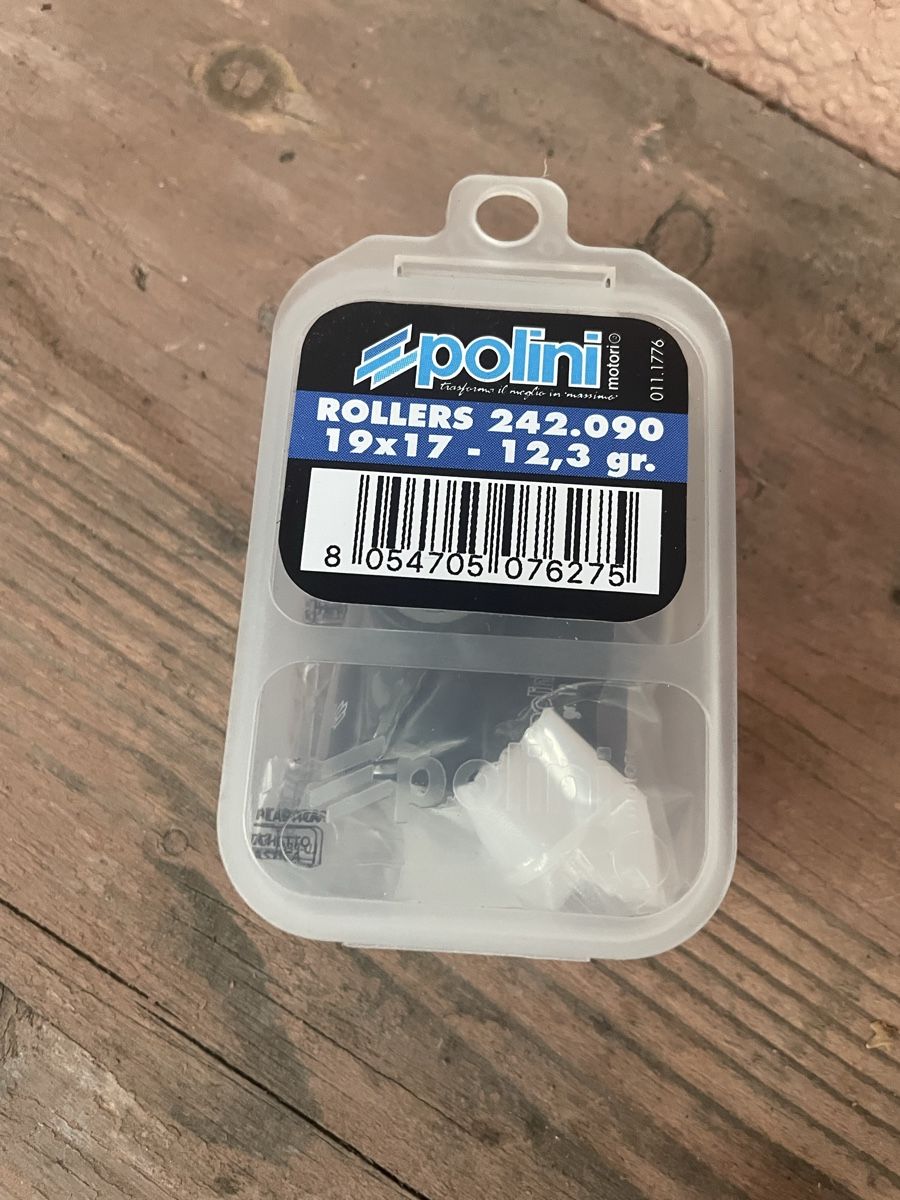 polini
motori
011.1776
trasforma il meglio in massimo
ROLLERS 242.090
19x17 - 12,3 gr.
8 054705 076275
polini